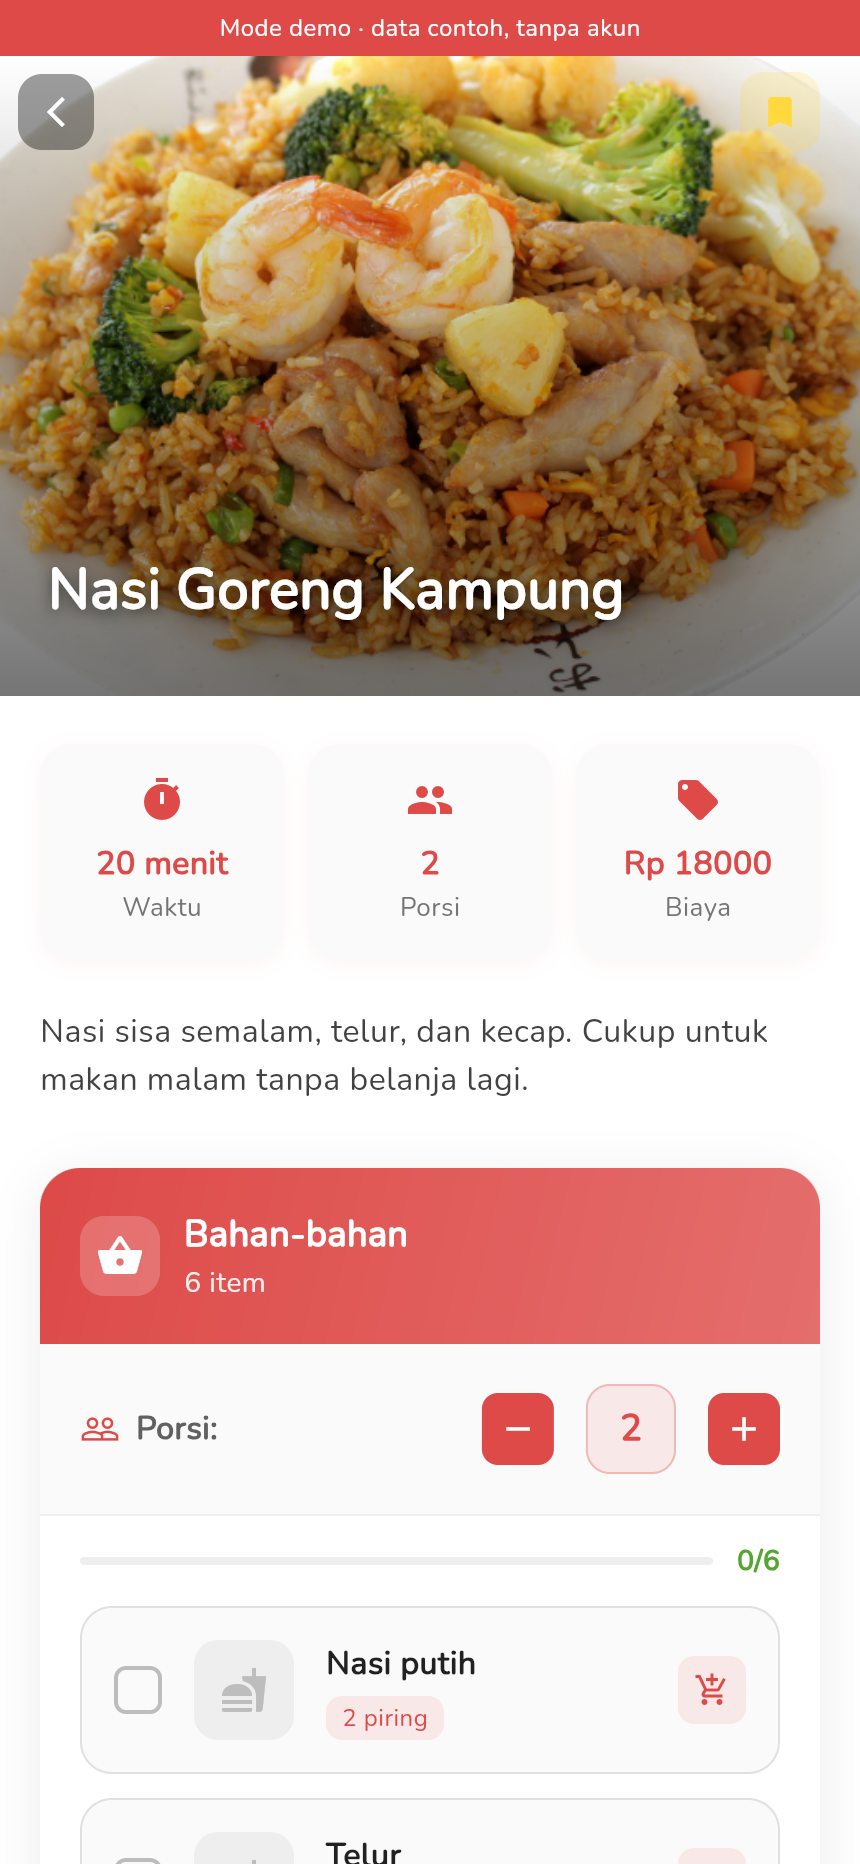 Mode demo · data contoh, tanpa akun
Nasi Goreng Kampung
20 menit
Waktu
2
Porsi
Rp 18000
Biaya
Nasi sisa semalam, telur, dan kecap. Cukup untuk
makan malam tanpa belanja lagi.
Bahan-bahan
6 item
Porsi:
2
0/6
Nasi putih
2 piring
Telur